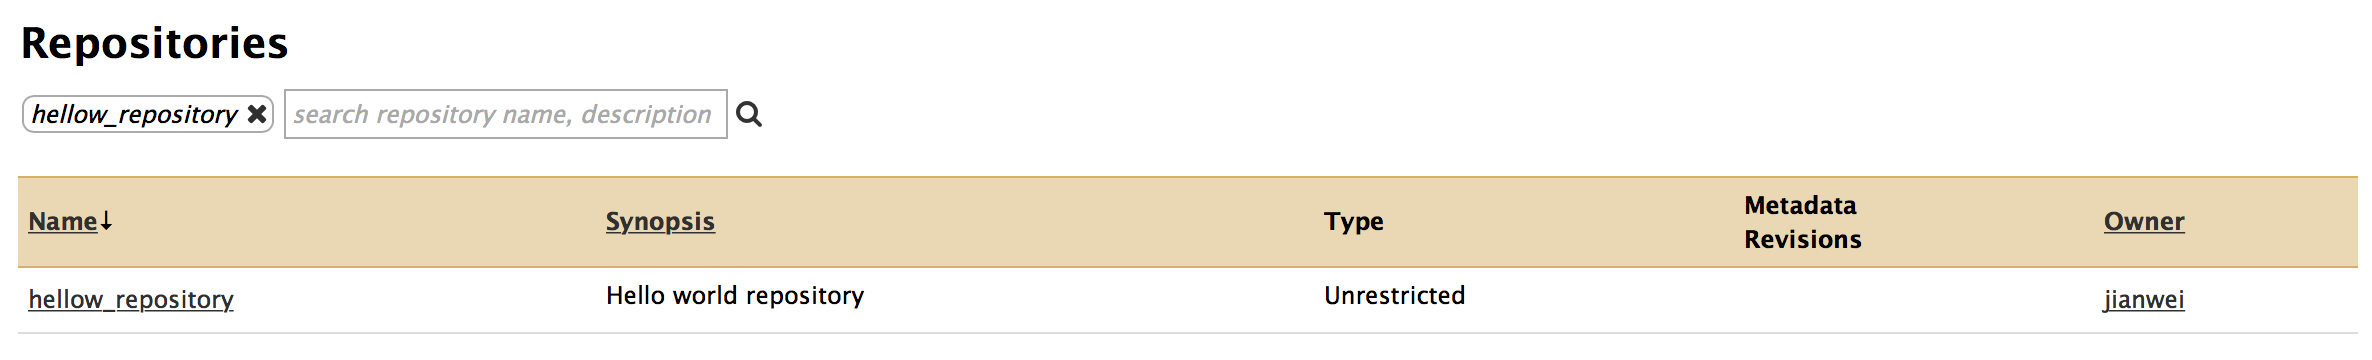 Repositories
hellow_repository ✖ search repository name, description
Name↓ Synopsis Type Metadata Revisions Owner
hellow_repository Hello world repository Unrestricted jianwei